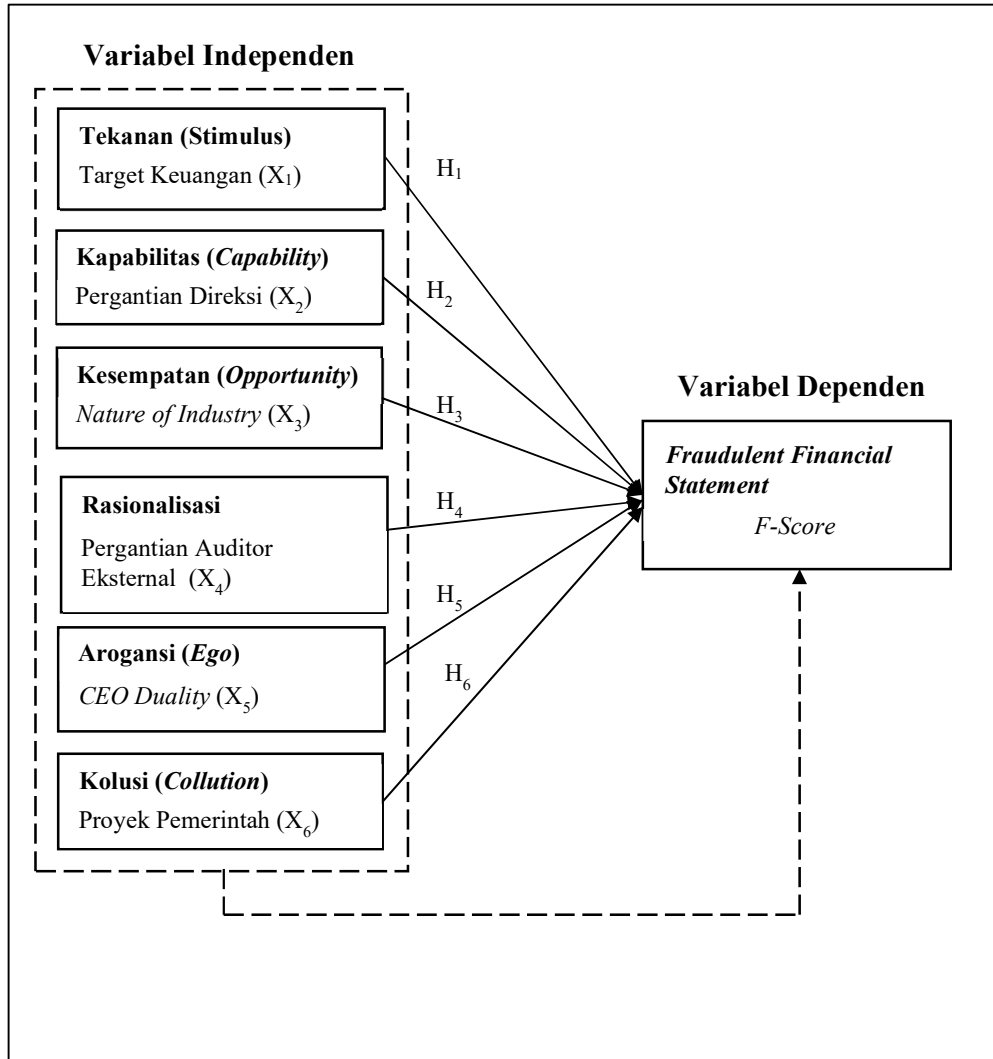 Variabel Independen
Tekanan (Stimulus)
Target Keuangan (X₁)
H₁
Kapabilitas (Capability)
Pergantian Direksi (X₂)
H₂
Kesempatan (Opportunity)
Nature of Industry (X₃)
H₃
Variabel Dependen
Fraudulent Financial
Statement
F-Score
Rasionalisasi
Pergantian Auditor
Eksternal (X₄)
H₄
H₅
Arogansi (Ego)
CEO Duality (X₅)
H₆
Kolusi (Collution)
Proyek Pemerintah (X₆)